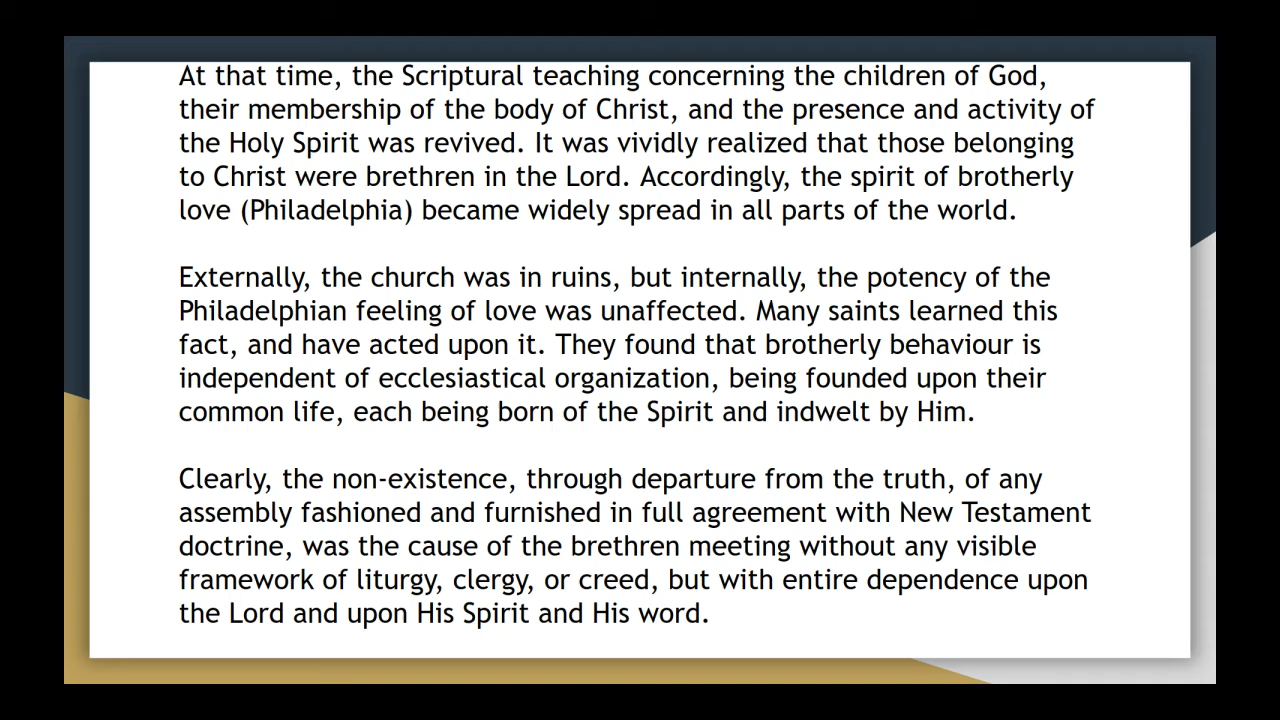 At that time, the Scriptural teaching concerning the children of God,
their membership of the body of Christ, and the presence and activity of
the Holy Spirit was revived. It was vividly realized that those belonging
to Christ were brethren in the Lord. Accordingly, the spirit of brotherly
love (Philadelphia) became widely spread in all parts of the world.
Externally, the church was in ruins, but internally, the potency of the
Philadelphian feeling of love was unaffected. Many saints learned this
fact, and have acted upon it. They found that brotherly behaviour is
independent of ecclesiastical organization, being founded upon their
common life, each being born of the Spirit and indwelt by Him.
Clearly, the non-existence, through departure from the truth, of any
assembly fashioned and furnished in full agreement with New Testament
doctrine, was the cause of the brethren meeting without any visible
framework of liturgy, clergy, or creed, but with entire dependence upon
the Lord and upon His Spirit and His word.